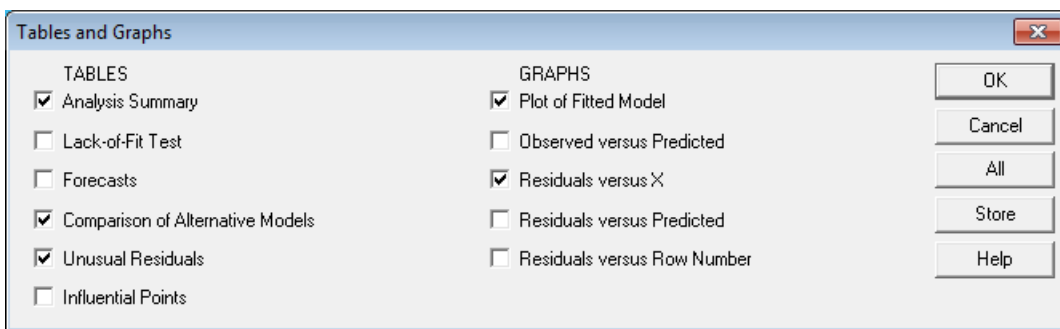 Tables and Graphs
TABLES
Analysis Summary
Lack-of-Fit Test
Forecasts
Comparison of Alternative Models
Unusual Residuals
Influential Points
GRAPHS
Plot of Fitted Model
Observed versus Predicted
Residuals versus X
Residuals versus Predicted
Residuals versus Row Number
OK
Cancel
All
Store
Help